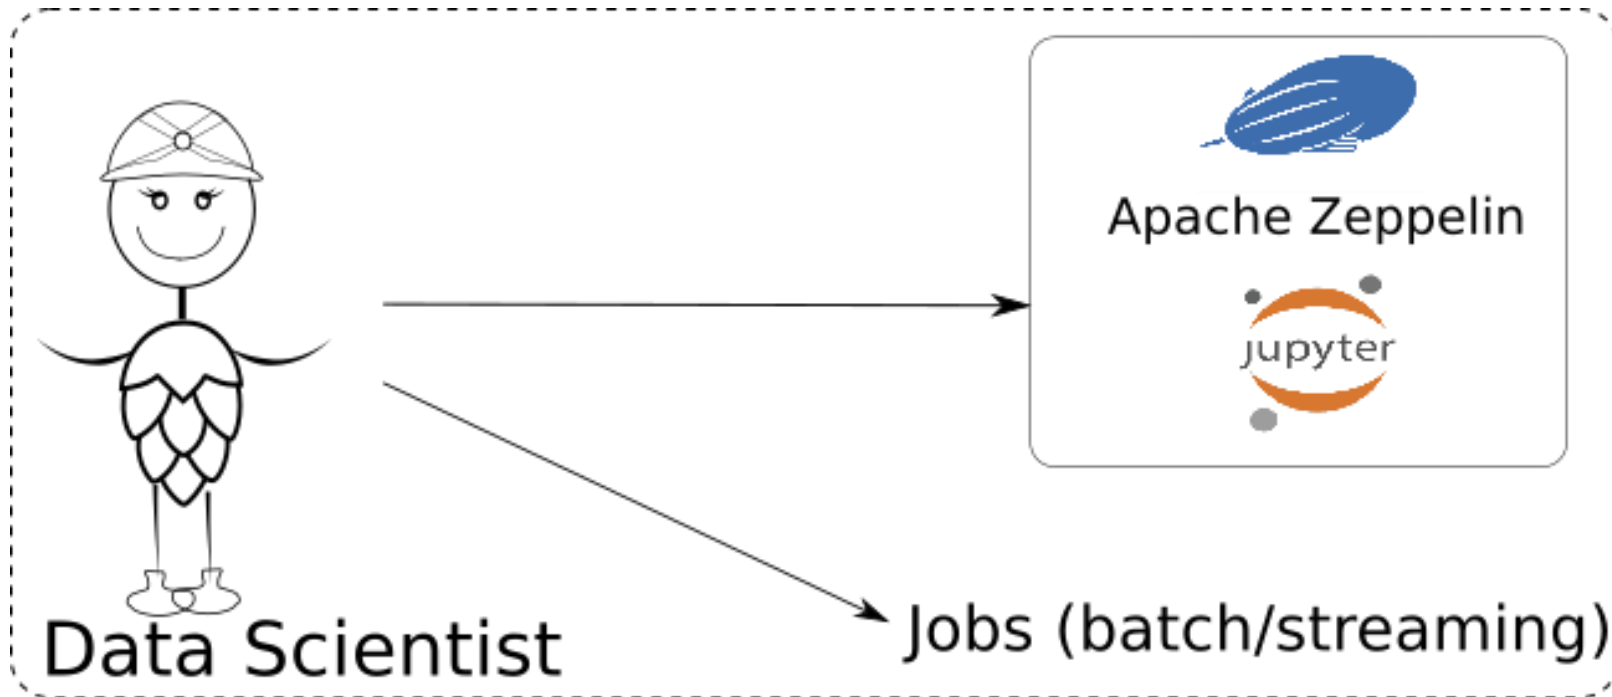 Apache Zeppelin
jupyter
Data Scientist
Jobs (batch/streaming)